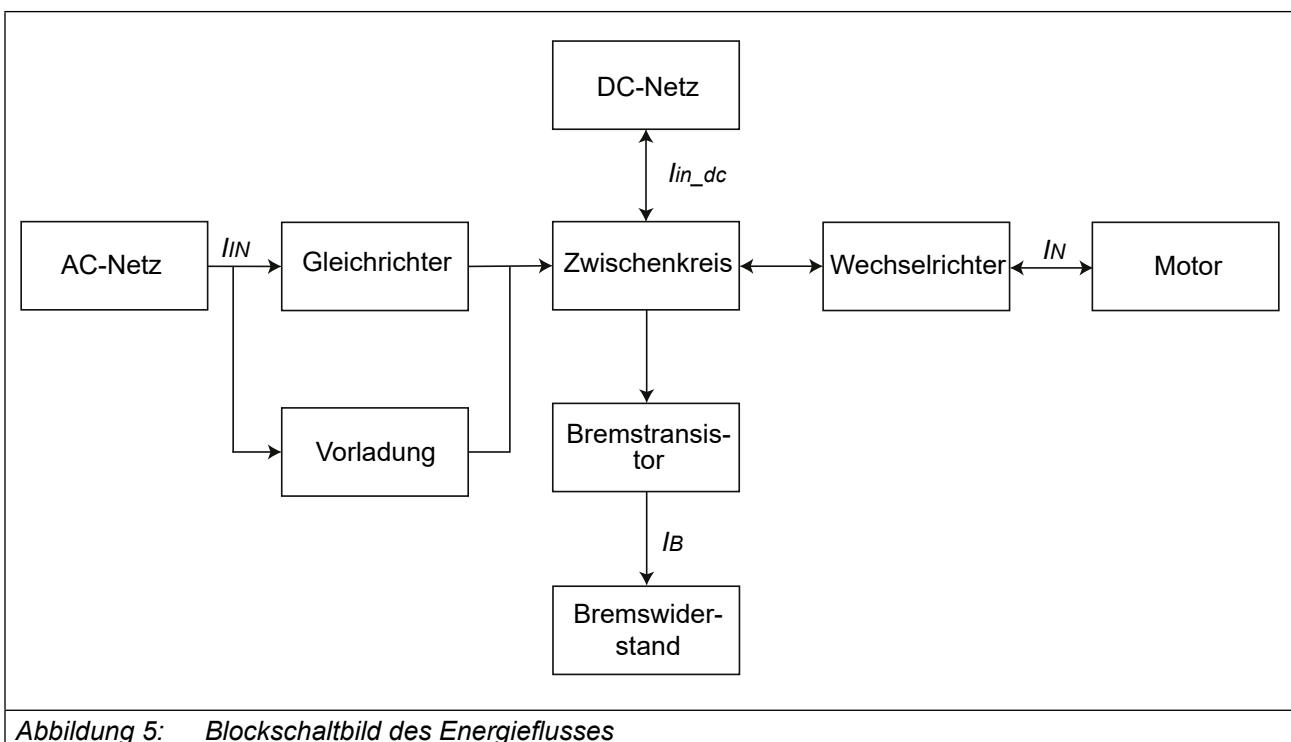 DC-Netz
Iin_dc
AC-Netz
IIN
Gleichrichter
Zwischenkreis
Wechselrichter
IN
Motor
Vorladung
Bremstransis-
tor
IB
Bremswider-
stand
Abbildung 5: Blockschaltbild des Energieflusses